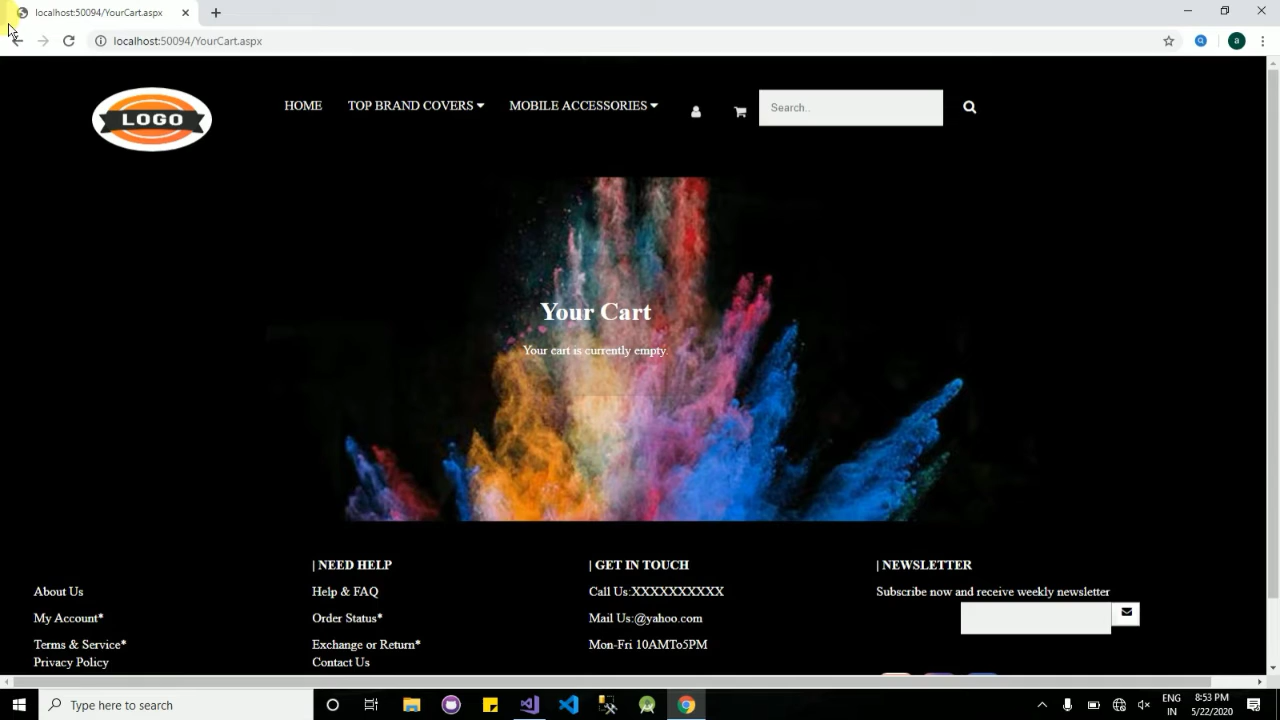 localhost:50094/YourCart.aspx
localhost:50094/YourCart.aspx
a
LOGO
HOME
TOP BRAND COVERS
MOBILE ACCESSORIES
Search..
Your Cart
Your cart is currently empty.
| NEED HELP
| GET IN TOUCH
| NEWSLETTER
About Us
Help & FAQ
Call Us:XXXXXXXXXX
Subscribe now and receive weekly newsletter
My Account*
Order Status*
Mail Us:@yahoo.com
Terms & Service*
Exchange or Return*
Mon-Fri 10AMTo5PM
Privacy Policy
Contact Us
Type here to search
ENG
IN
8:53 PM
5/22/2020